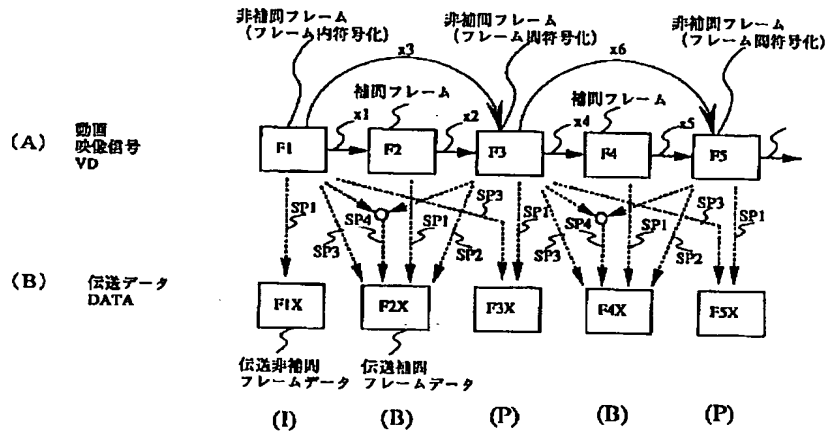 非補間フレーム
(フレーム内符号化)
非補間フレーム
(フレーム間符号化)
非補間フレーム
(フレーム間符号化)
x3
x6
補間フレーム
補間フレーム
x1
x2
x4
x5
(A)
動画
映像信号
VD
F1
F2
F3
F4
F5
SP1
SP3
SP4
SP1
SP2
SP3
SP1
SP3
SP4
SP1
SP2
SP3
SP1
(B)
伝送データ
DATA
F1X
F2X
F3X
F4X
F5X
伝送非補間
フレームデータ
伝送補間
フレームデータ
(I)
(B)
(P)
(B)
(P)